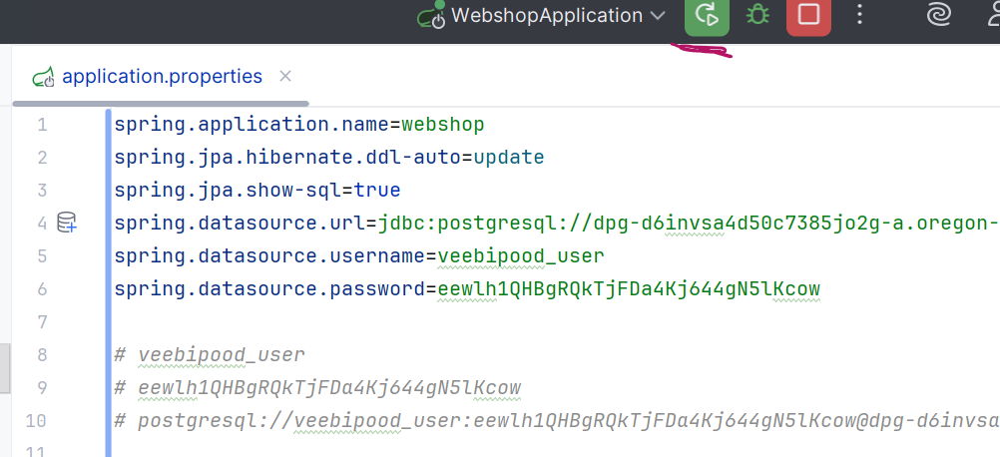 WebshopApplication
application.properties
1 spring.application.name=webshop
2 spring.jpa.hibernate.ddl-auto=update
3 spring.jpa.show-sql=true
4 spring.datasource.url=jdbc:postgresql://dpg-d6invsa4d50c7385jo2g-a.oregon-
5 spring.datasource.username=veebipood_user
6 spring.datasource.password=eewlh1QHBgRQkTjFDa4Kj644gN5lKcow
7
8 # veebipood_user
9 # eewlh1QHBgRQkTjFDa4Kj644gN5lKcow
10 # postgresql://veebipood_user:eewlh1QHBgRQkTjFDa4Kj644gN5lKcow@dpg-d6invsa
11